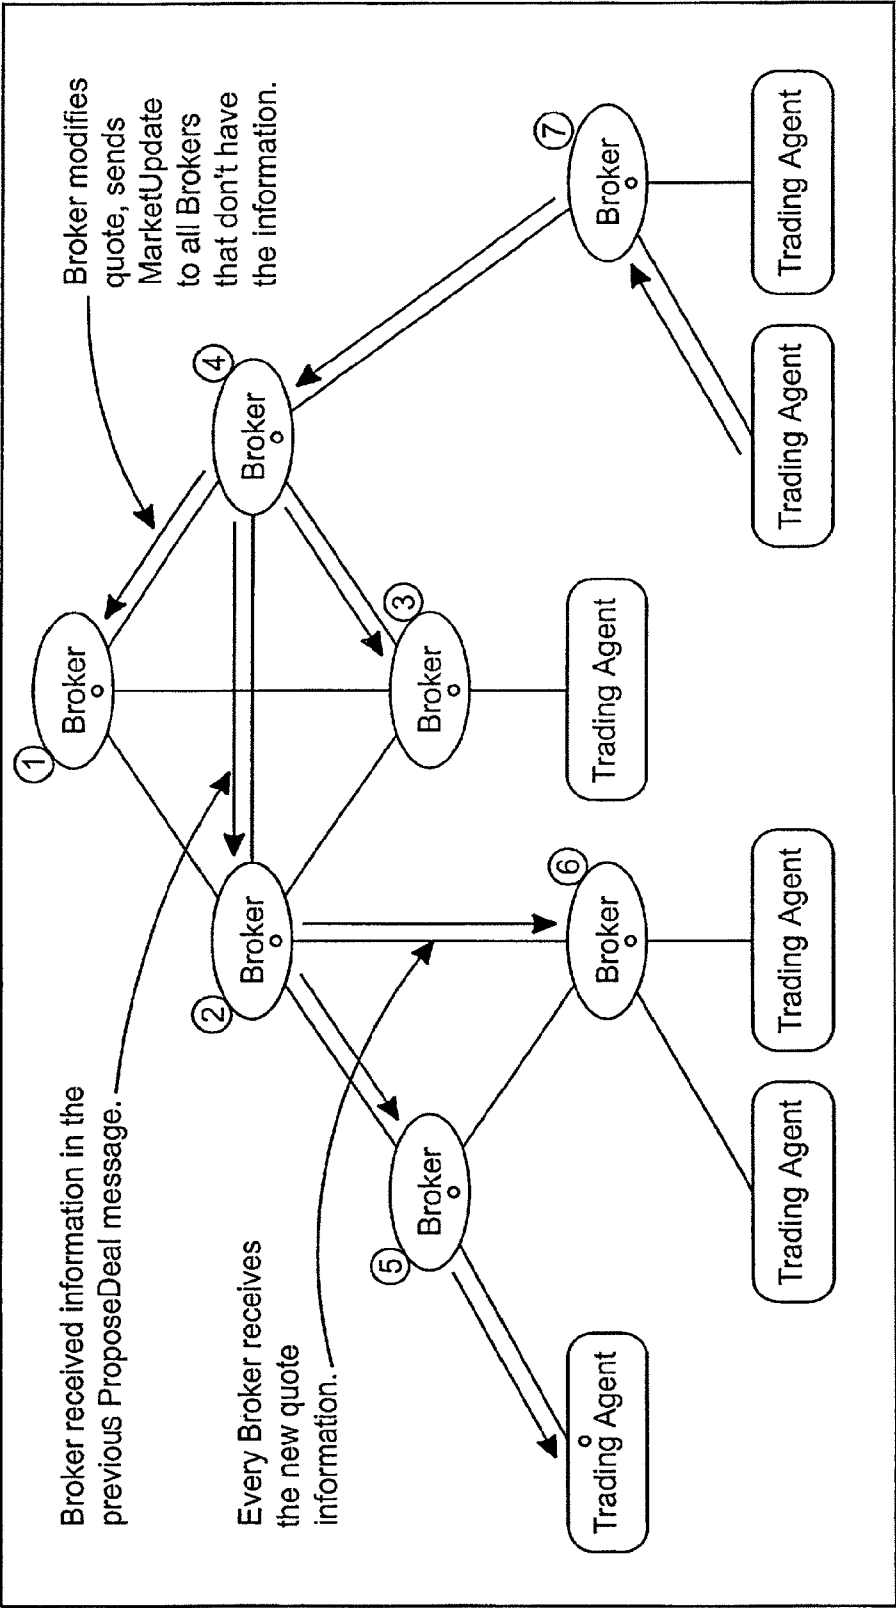 Broker modifies
quote, sends
MarketUpdate
to all Brokers
that don't have
the information.
Broker received information in the
previous ProposeDeal message.
Every Broker receives
the new quote
information.
1
Broker
2
Broker
3
Broker
4
Broker
5
Broker
6
Broker
7
Broker
Trading Agent
Trading Agent
Trading Agent
Trading Agent
Trading Agent
Trading Agent